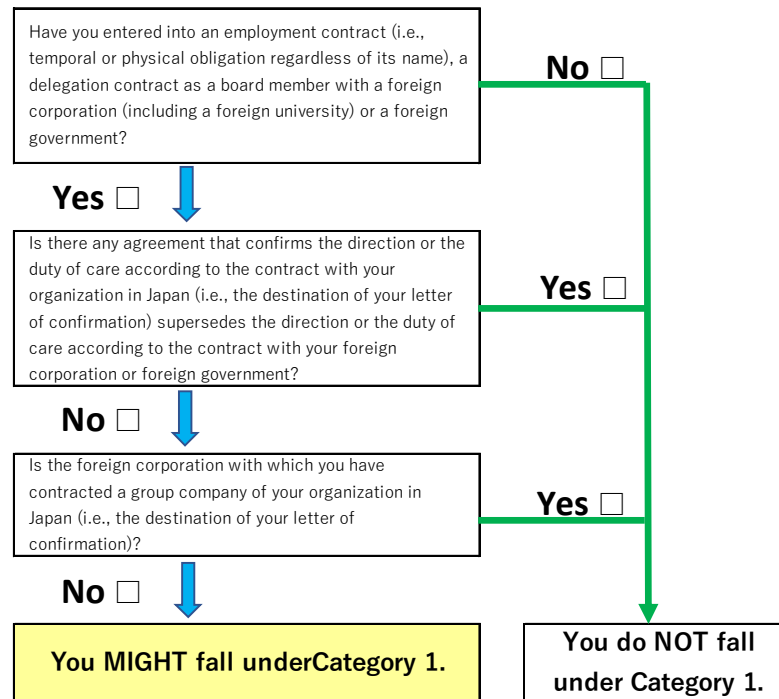 Have you entered into an employment contract (i.e.,
temporal or physical obligation regardless of its name), a
delegation contract as a board member with a foreign
corporation (including a foreign university) or a foreign
government?
No □
Yes □
Is there any agreement that confirms the direction or the
duty of care according to the contract with your
organization in Japan (i.e., the destination of your letter
of confirmation) supersedes the direction or the duty of
care according to the contract with your foreign
corporation or foreign government?
Yes □
No □
Is the foreign corporation with which you have
contracted a group company of your organization in
Japan (i.e., the destination of your letter of
confirmation)?
Yes □
No □
You MIGHT fall underCategory 1.
You do NOT fall
under Category 1.